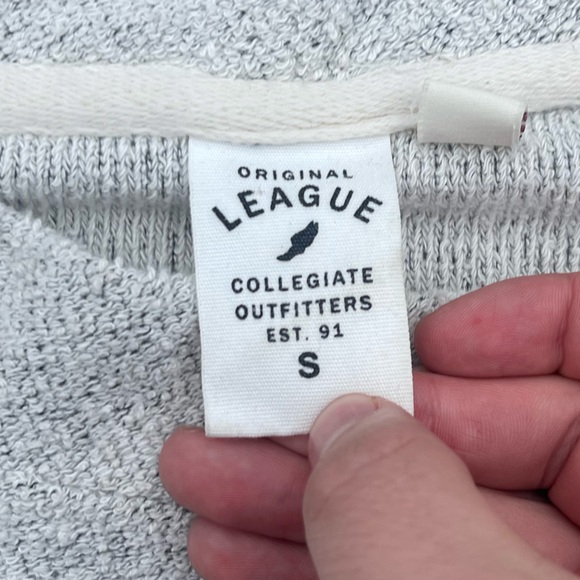 ORIGINAL
LEAGUE
COLLEGIATE
OUTFITTERS
EST. 91
S